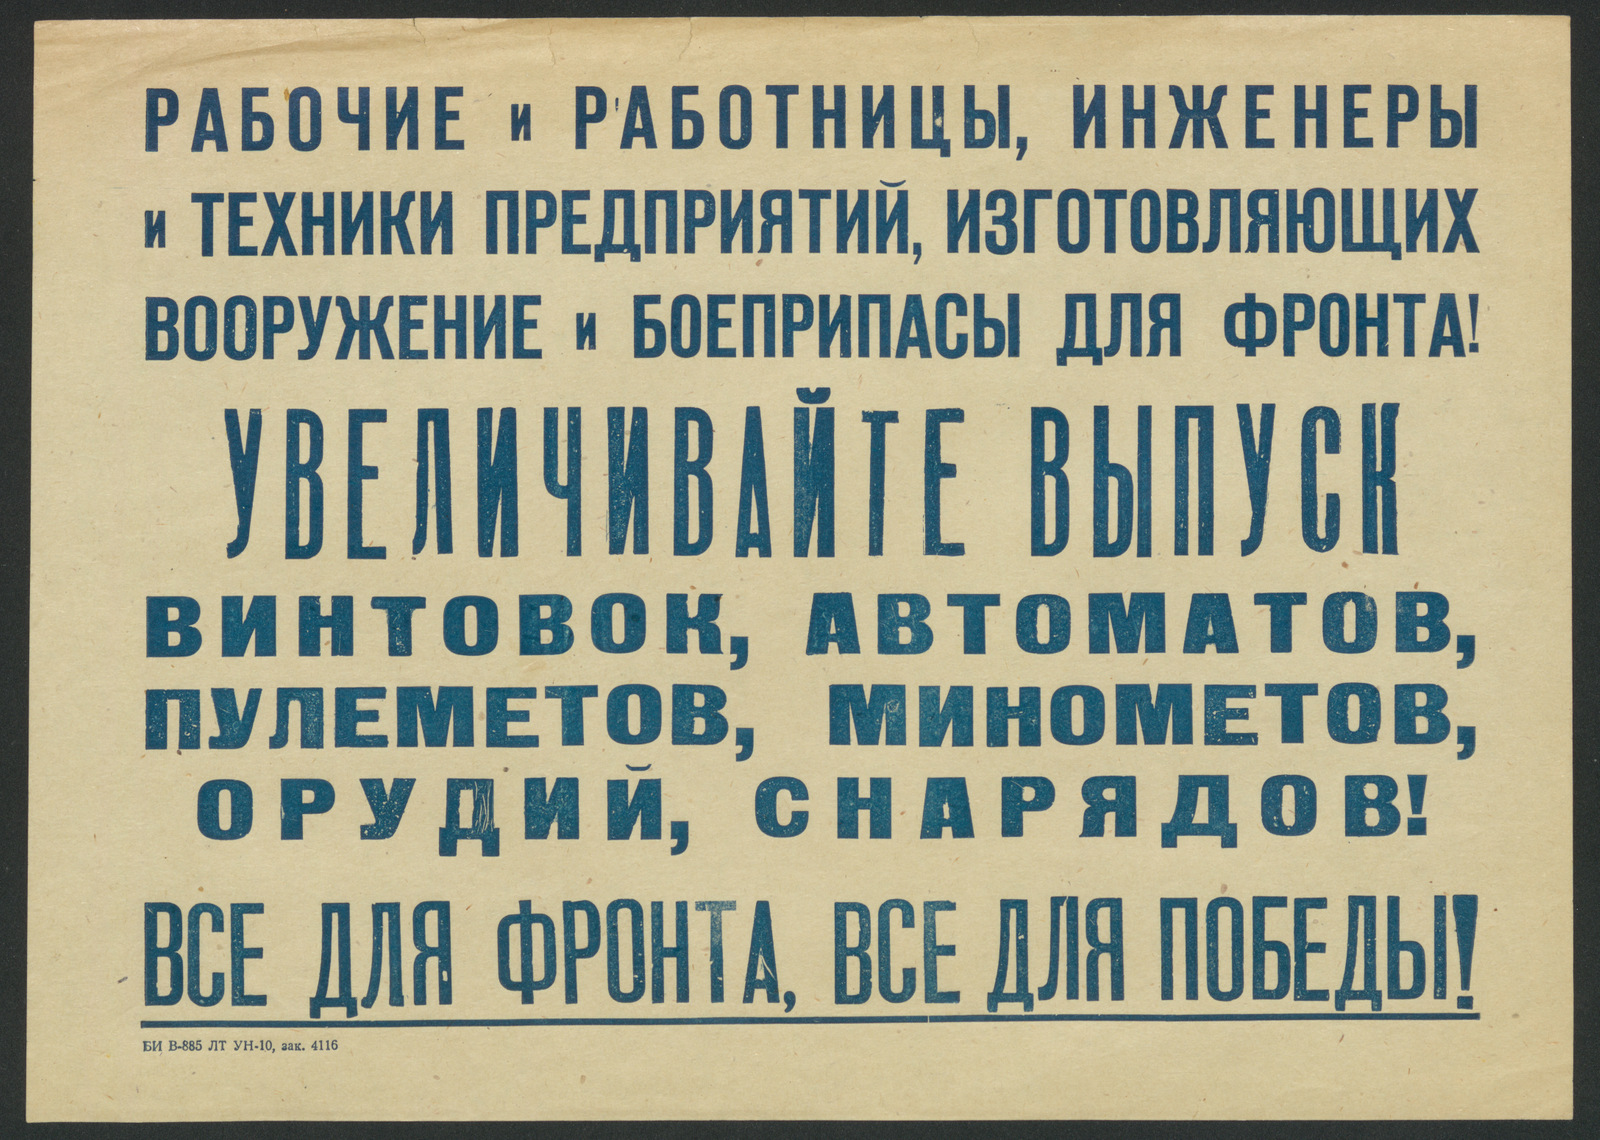 РАБОЧИЕ и РАБОТНИЦЫ, ИНЖЕНЕРЫ
и ТЕХНИКИ ПРЕДПРИЯТИЙ, ИЗГОТОВЛЯЮЩИХ
ВООРУЖЕНИЕ и БОЕПРИПАСЫ ДЛЯ ФРОНТА!
УВЕЛИЧИВАЙТЕ ВЫПУСК
ВИНТОВОК, АВТОМАТОВ,
ПУЛЕМЕТОВ, МИНОМЕТОВ,
ОРУДИЙ, СНАРЯДОВ!
ВСЕ ДЛЯ ФРОНТА, ВСЕ ДЛЯ ПОБЕДЫ!
БИ В-885 ЛТ УН-10, зак. 4116